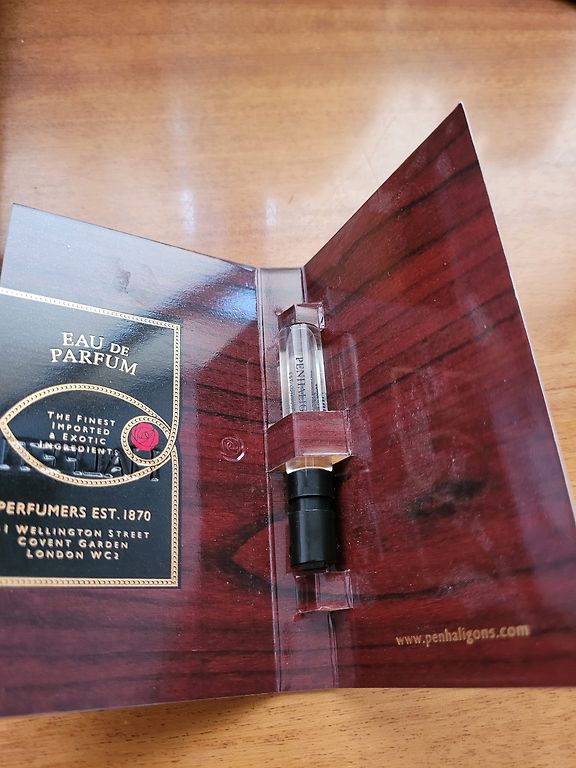 EAU DE
PARFUM
THE FINEST
IMPORTED
& EXOTIC
INGREDIENTS
PERFUMERS EST. 1870
WELLINGTON STREET
COVENT GARDEN
LONDON WC2
PENHALIG
www.penhaligons.com